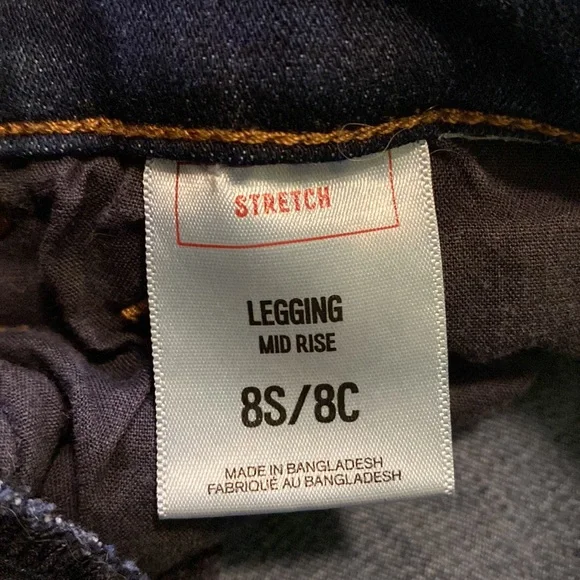 STRETCH
LEGGING
MID RISE
8S/8C
MADE IN BANGLADESH
FABRIQUÉ AU BANGLADESH